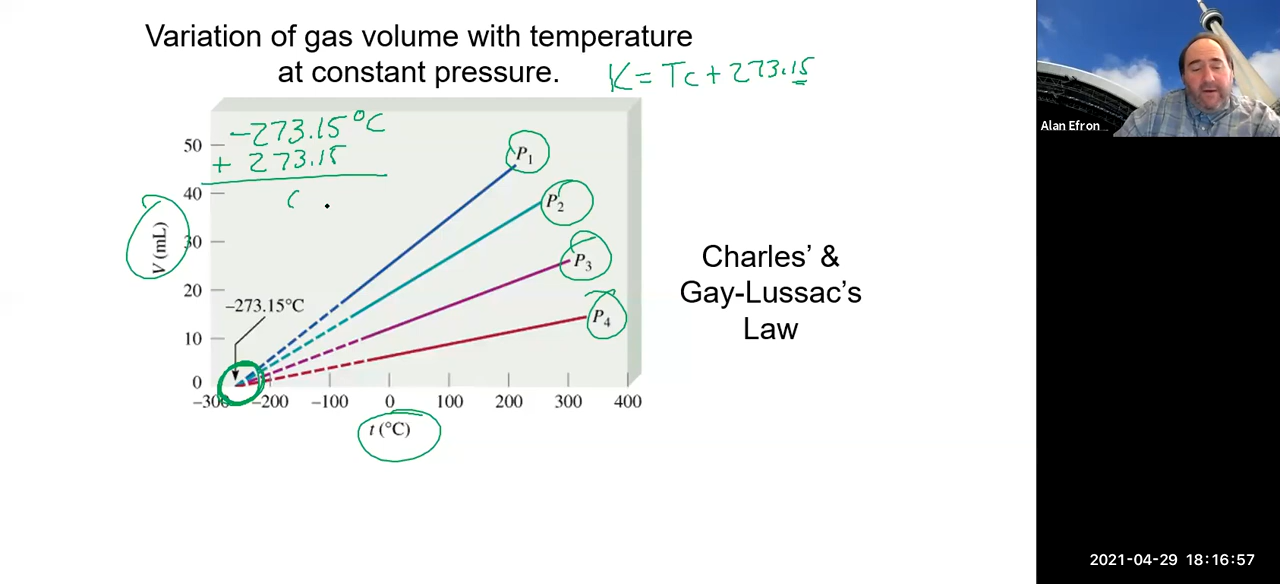 Variation of gas volume with temperature
at constant pressure.
K = Tc + 273.15
Alan Efron
-273.15°C
+ 273.15
50
40
30
20
10
0
V (mL)
P1
P2
P3
P4
–273.15°C
–300 –200 –100 0 100 200 300 400
t (°C)
Charles' &
Gay-Lussac's
Law
2021-04-29 18:16:57